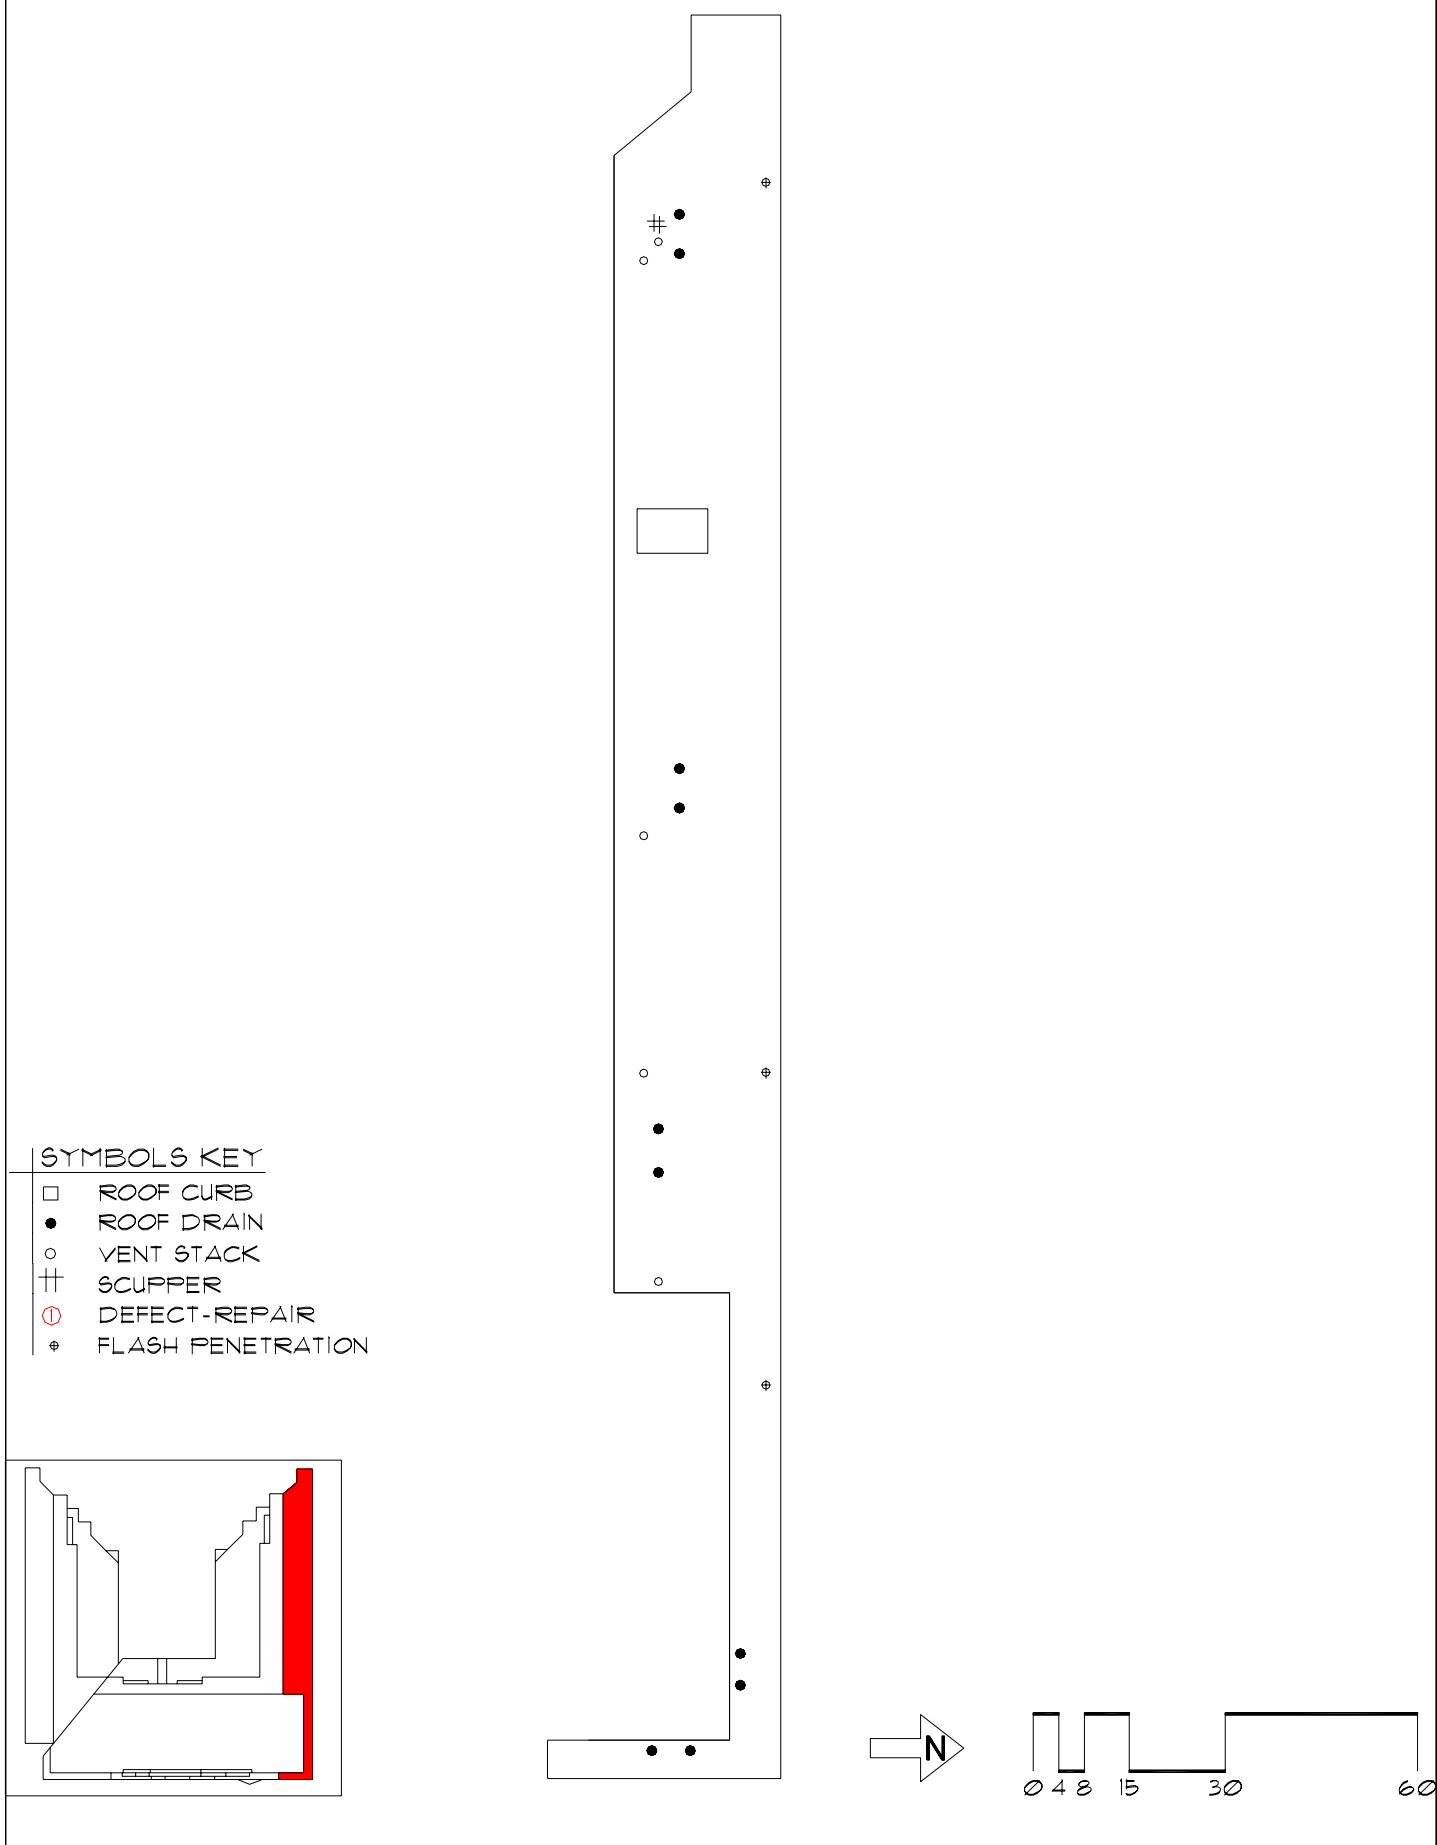 SYMBOLS KEY
ROOF CURB
ROOF DRAIN
VENT STACK
SCUPPER
DEFECT-REPAIR
FLASH PENETRATION
N
0 4 8 15 30 60